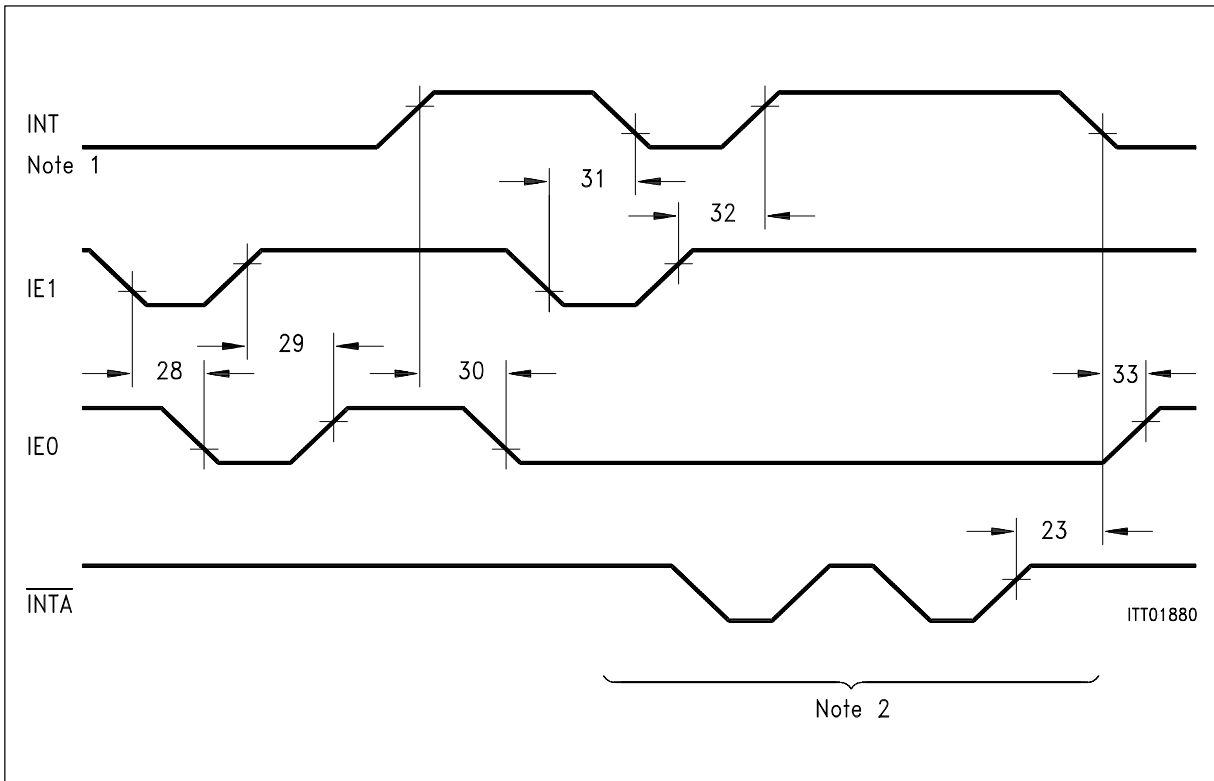 INT
Note 1
31
32
IE1
29
28
30
33
IE0
23
INTA
ITT01880
Note 2